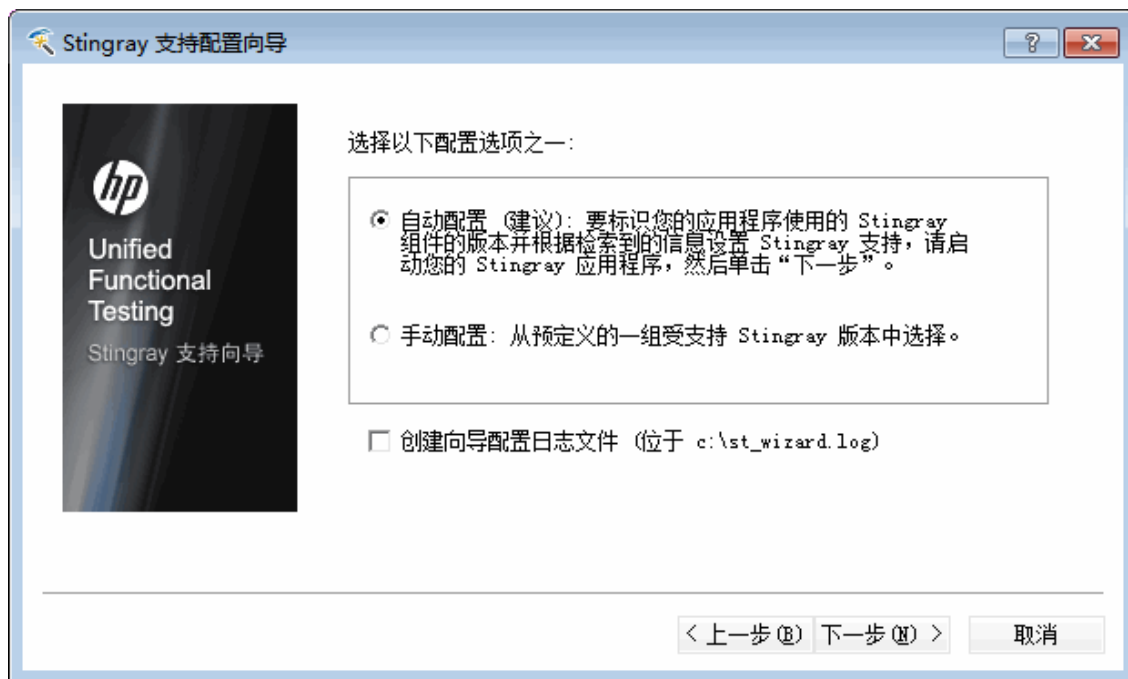 Stingray 支持配置向导
hp
Unified
Functional
Testing
Stingray 支持向导
选择以下配置选项之一:
自动配置 (建议): 要标识您的应用程序使用的 Stingray
组件的版本并根据检索到的信息设置 Stingray 支持，请启
动您的 Stingray 应用程序，然后单击“下一步”。
手动配置: 从预定义的一组受支持 Stingray 版本中选择。
创建向导配置日志文件 (位于 c:\st_wizard.log)
< 上一步(B) 下一步(N) > 取消